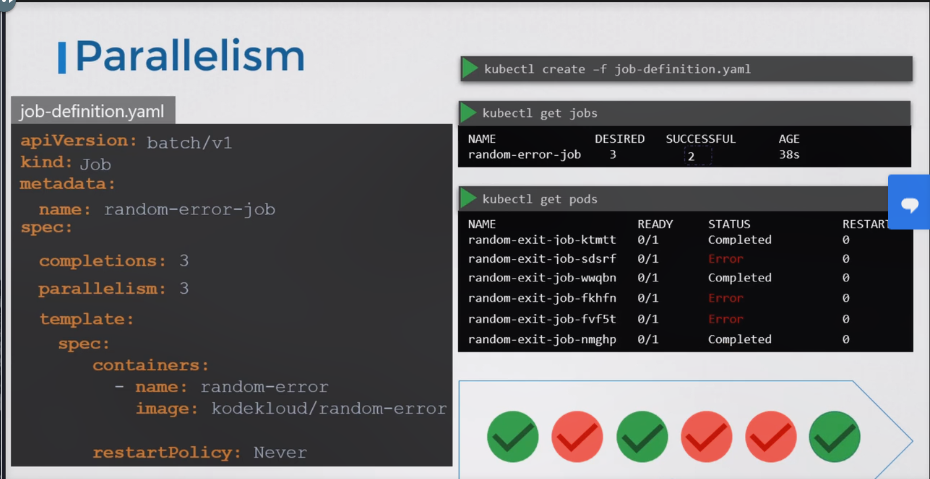 Parallelism
job-definition.yaml
apiVersion: batch/v1
kind: Job
metadata:
name: random-error-job
spec:
completions: 3
parallelism: 3
template:
spec:
containers:
- name: random-error
image: kodekloud/random-error
restartPolicy: Never
kubectl create –f job-definition.yaml
kubectl get jobs
NAME DESIRED SUCCESSFUL AGE
random-error-job 3 2 38s
kubectl get pods
NAME READY STATUS RESTAR
random-exit-job-ktmtt 0/1 Completed 0
random-exit-job-sdsrf 0/1 Error 0
random-exit-job-wwqbn 0/1 Completed 0
random-exit-job-fkhfn 0/1 Error 0
random-exit-job-fvf5t 0/1 Error 0
random-exit-job-nmghp 0/1 Completed 0